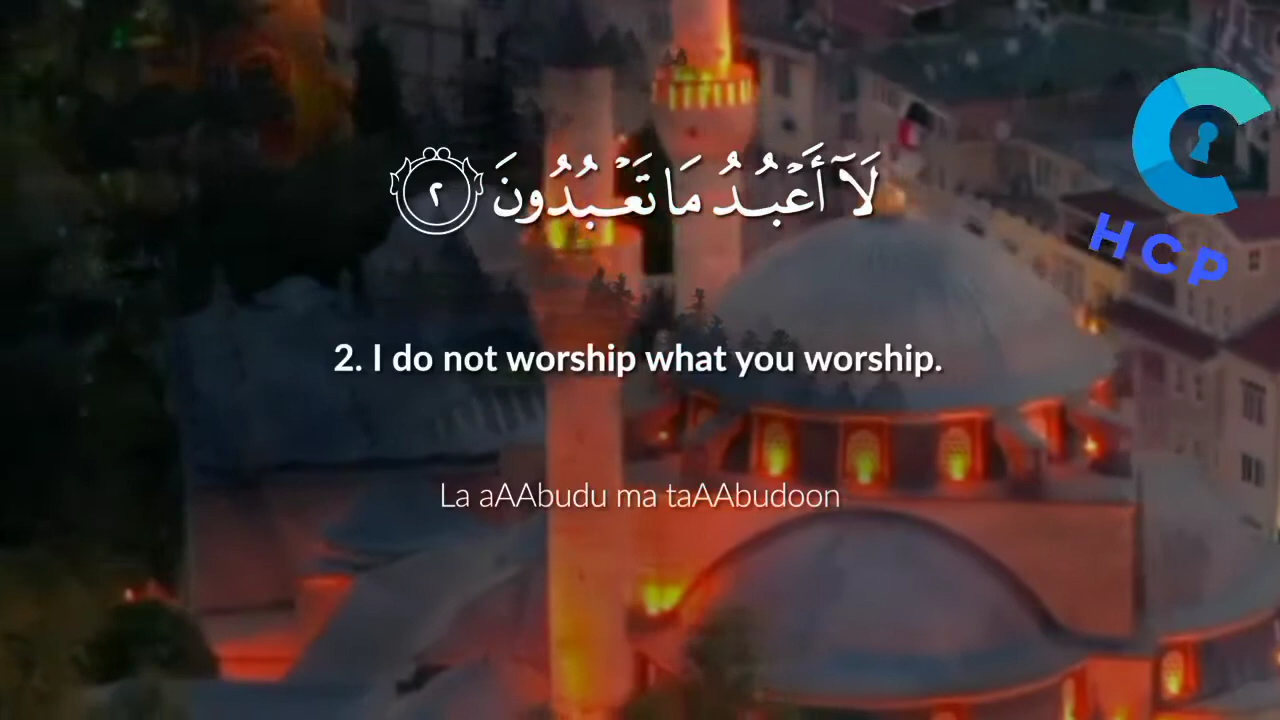 لَآ أَعۡبُدُ مَا تَعۡبُدُونَ ٢
HCP
2. I do not worship what you worship.
La aAAbudu ma taAAbudoon